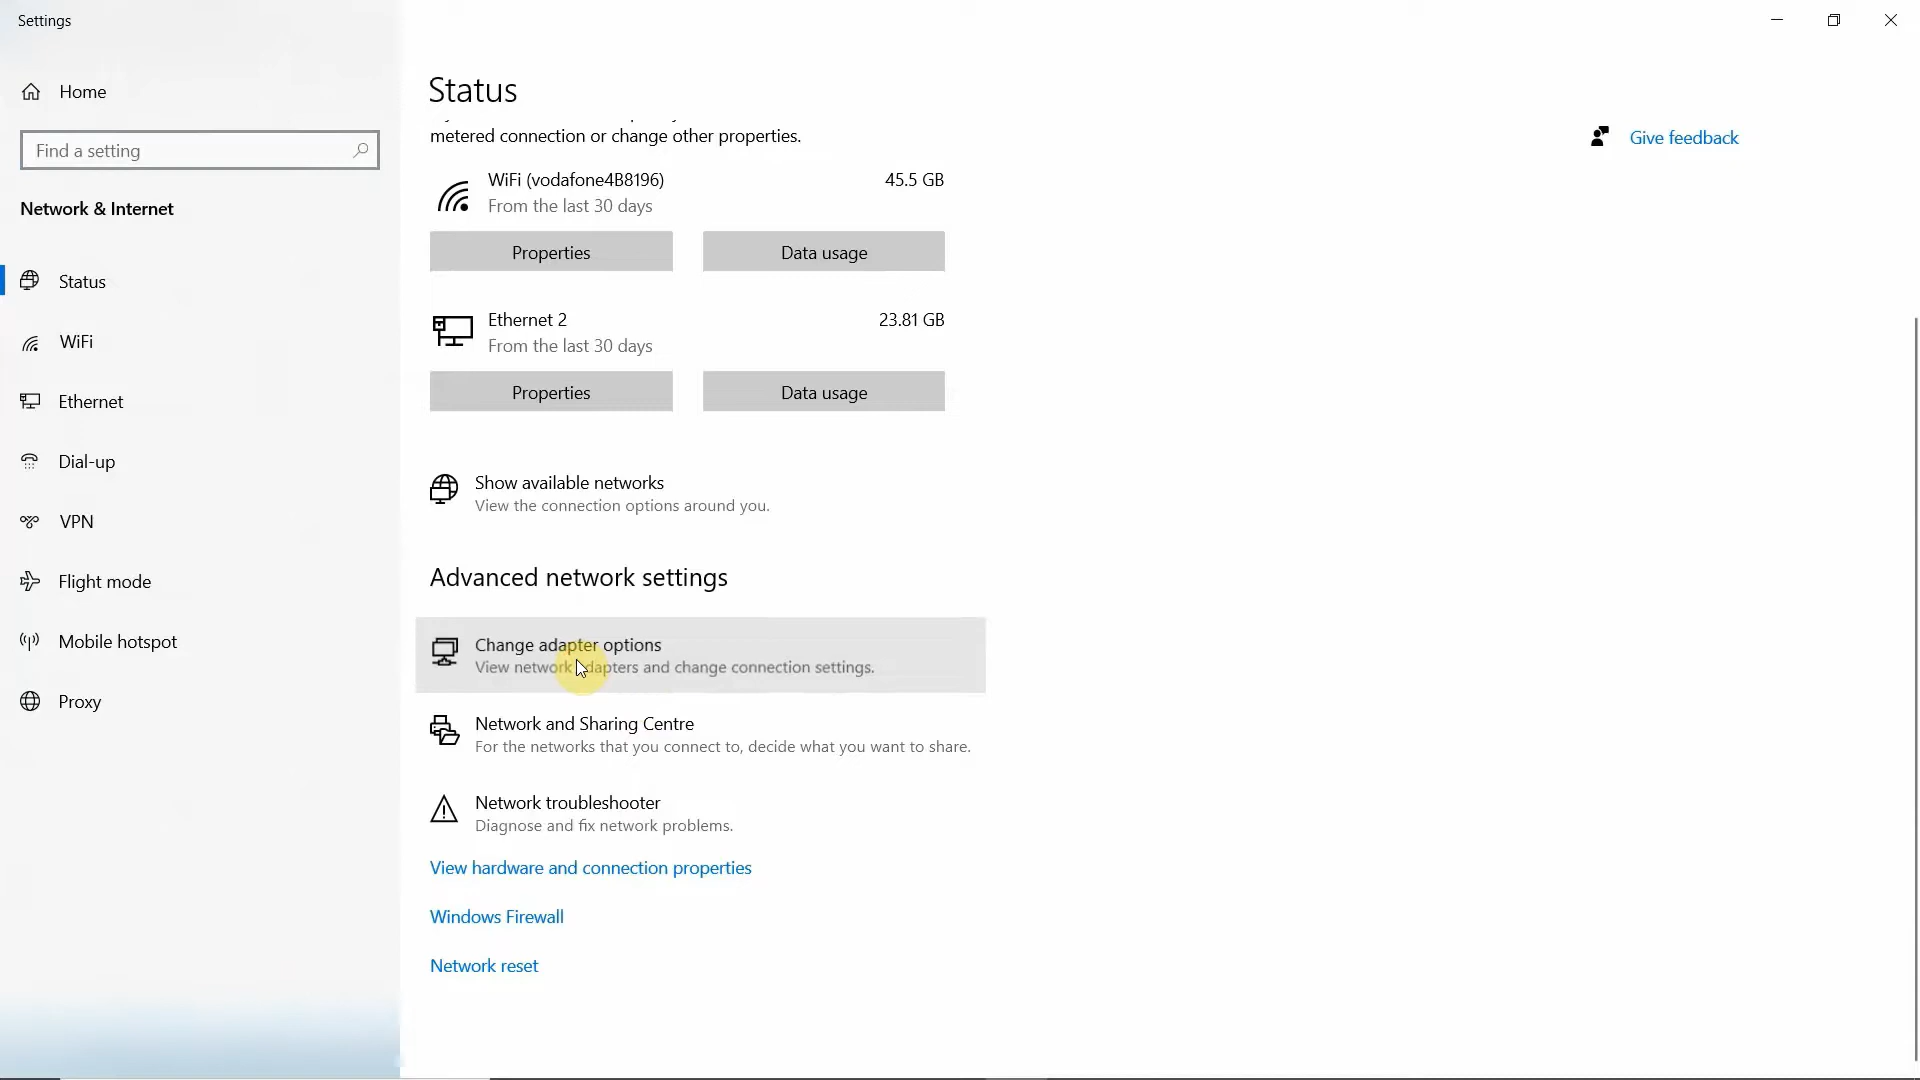 Settings
Home
Find a setting
Network & Internet
Status
WiFi
Ethernet
Dial-up
VPN
Flight mode
Mobile hotspot
Proxy
Status
metered connection or change other properties.
Give feedback
WiFi (vodafone4B8196)
45.5 GB
From the last 30 days
Properties
Data usage
Ethernet 2
23.81 GB
From the last 30 days
Properties
Data usage
Show available networks
View the connection options around you.
Advanced network settings
Change adapter options
View network adapters and change connection settings.
Network and Sharing Centre
For the networks that you connect to, decide what you want to share.
Network troubleshooter
Diagnose and fix network problems.
View hardware and connection properties
Windows Firewall
Network reset